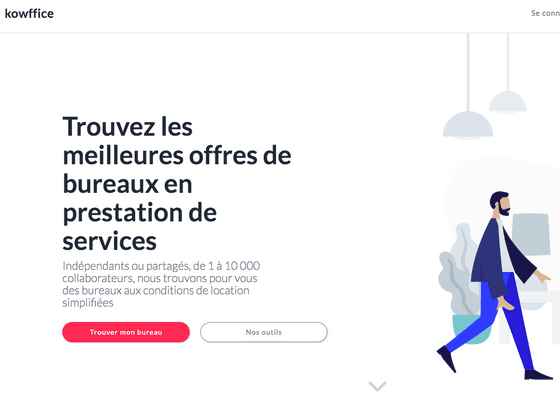 kowffice
Se conn
Trouvez les
meilleures offres de
bureaux en
prestation de
services
Indépendants ou partagés, de 1 à 10 000
collaborateurs, nous trouvons pour vous
des bureaux aux conditions de location
simplifiées
Trouver mon bureau
Nos outils